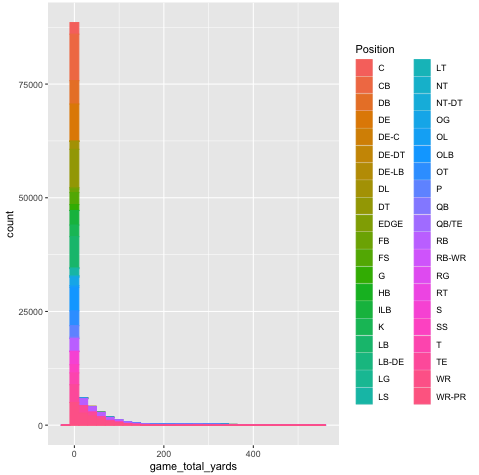 Position
C
CB
DB
DE
DE-C
DE-DT
DE-LB
DL
DT
EDGE
FB
FS
G
HB
ILB
K
LB
LB-DE
LG
LS
LT
NT
NT-DT
OG
OL
OLB
OT
P
QB
QB/TE
RB
RB-WR
RG
RT
S
SS
T
TE
WR
WR-PR
count
75000
50000
25000
0
0
200
400
game_total_yards